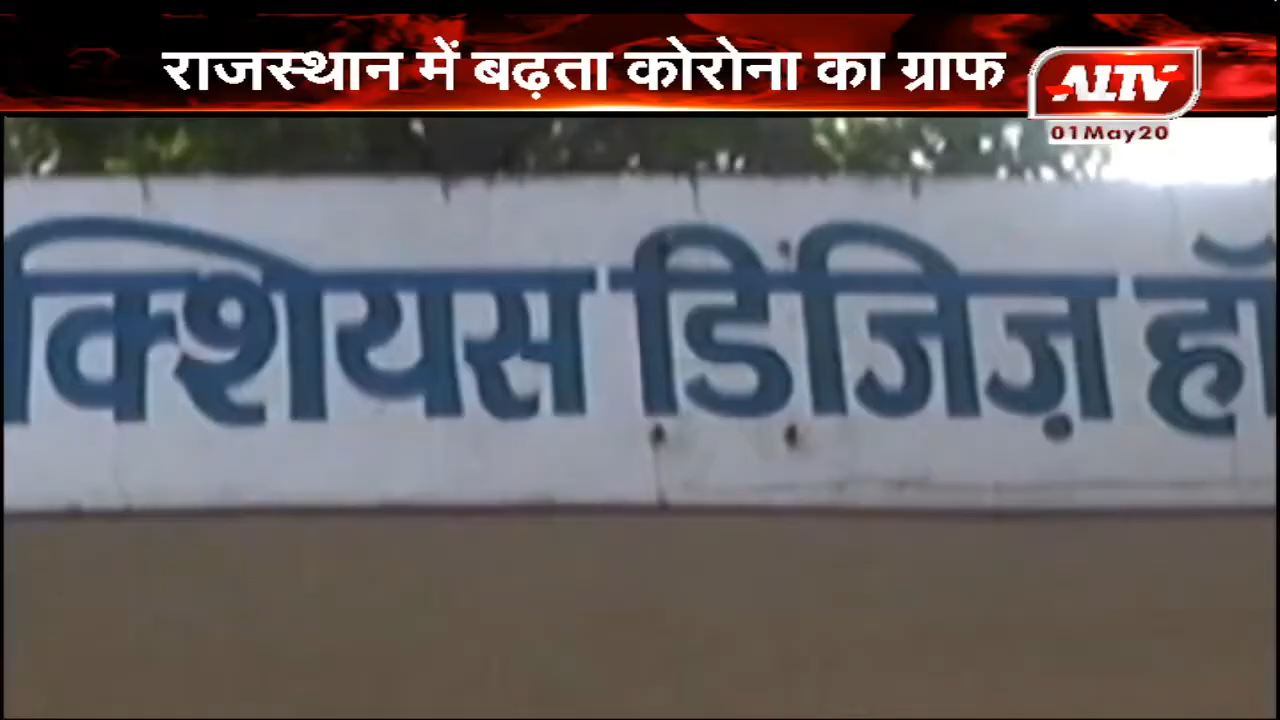 राजस्थान में बढ़ता कोरोना का ग्राफ
ALTV
01May20
क्शियस डिजिज़ हॉ